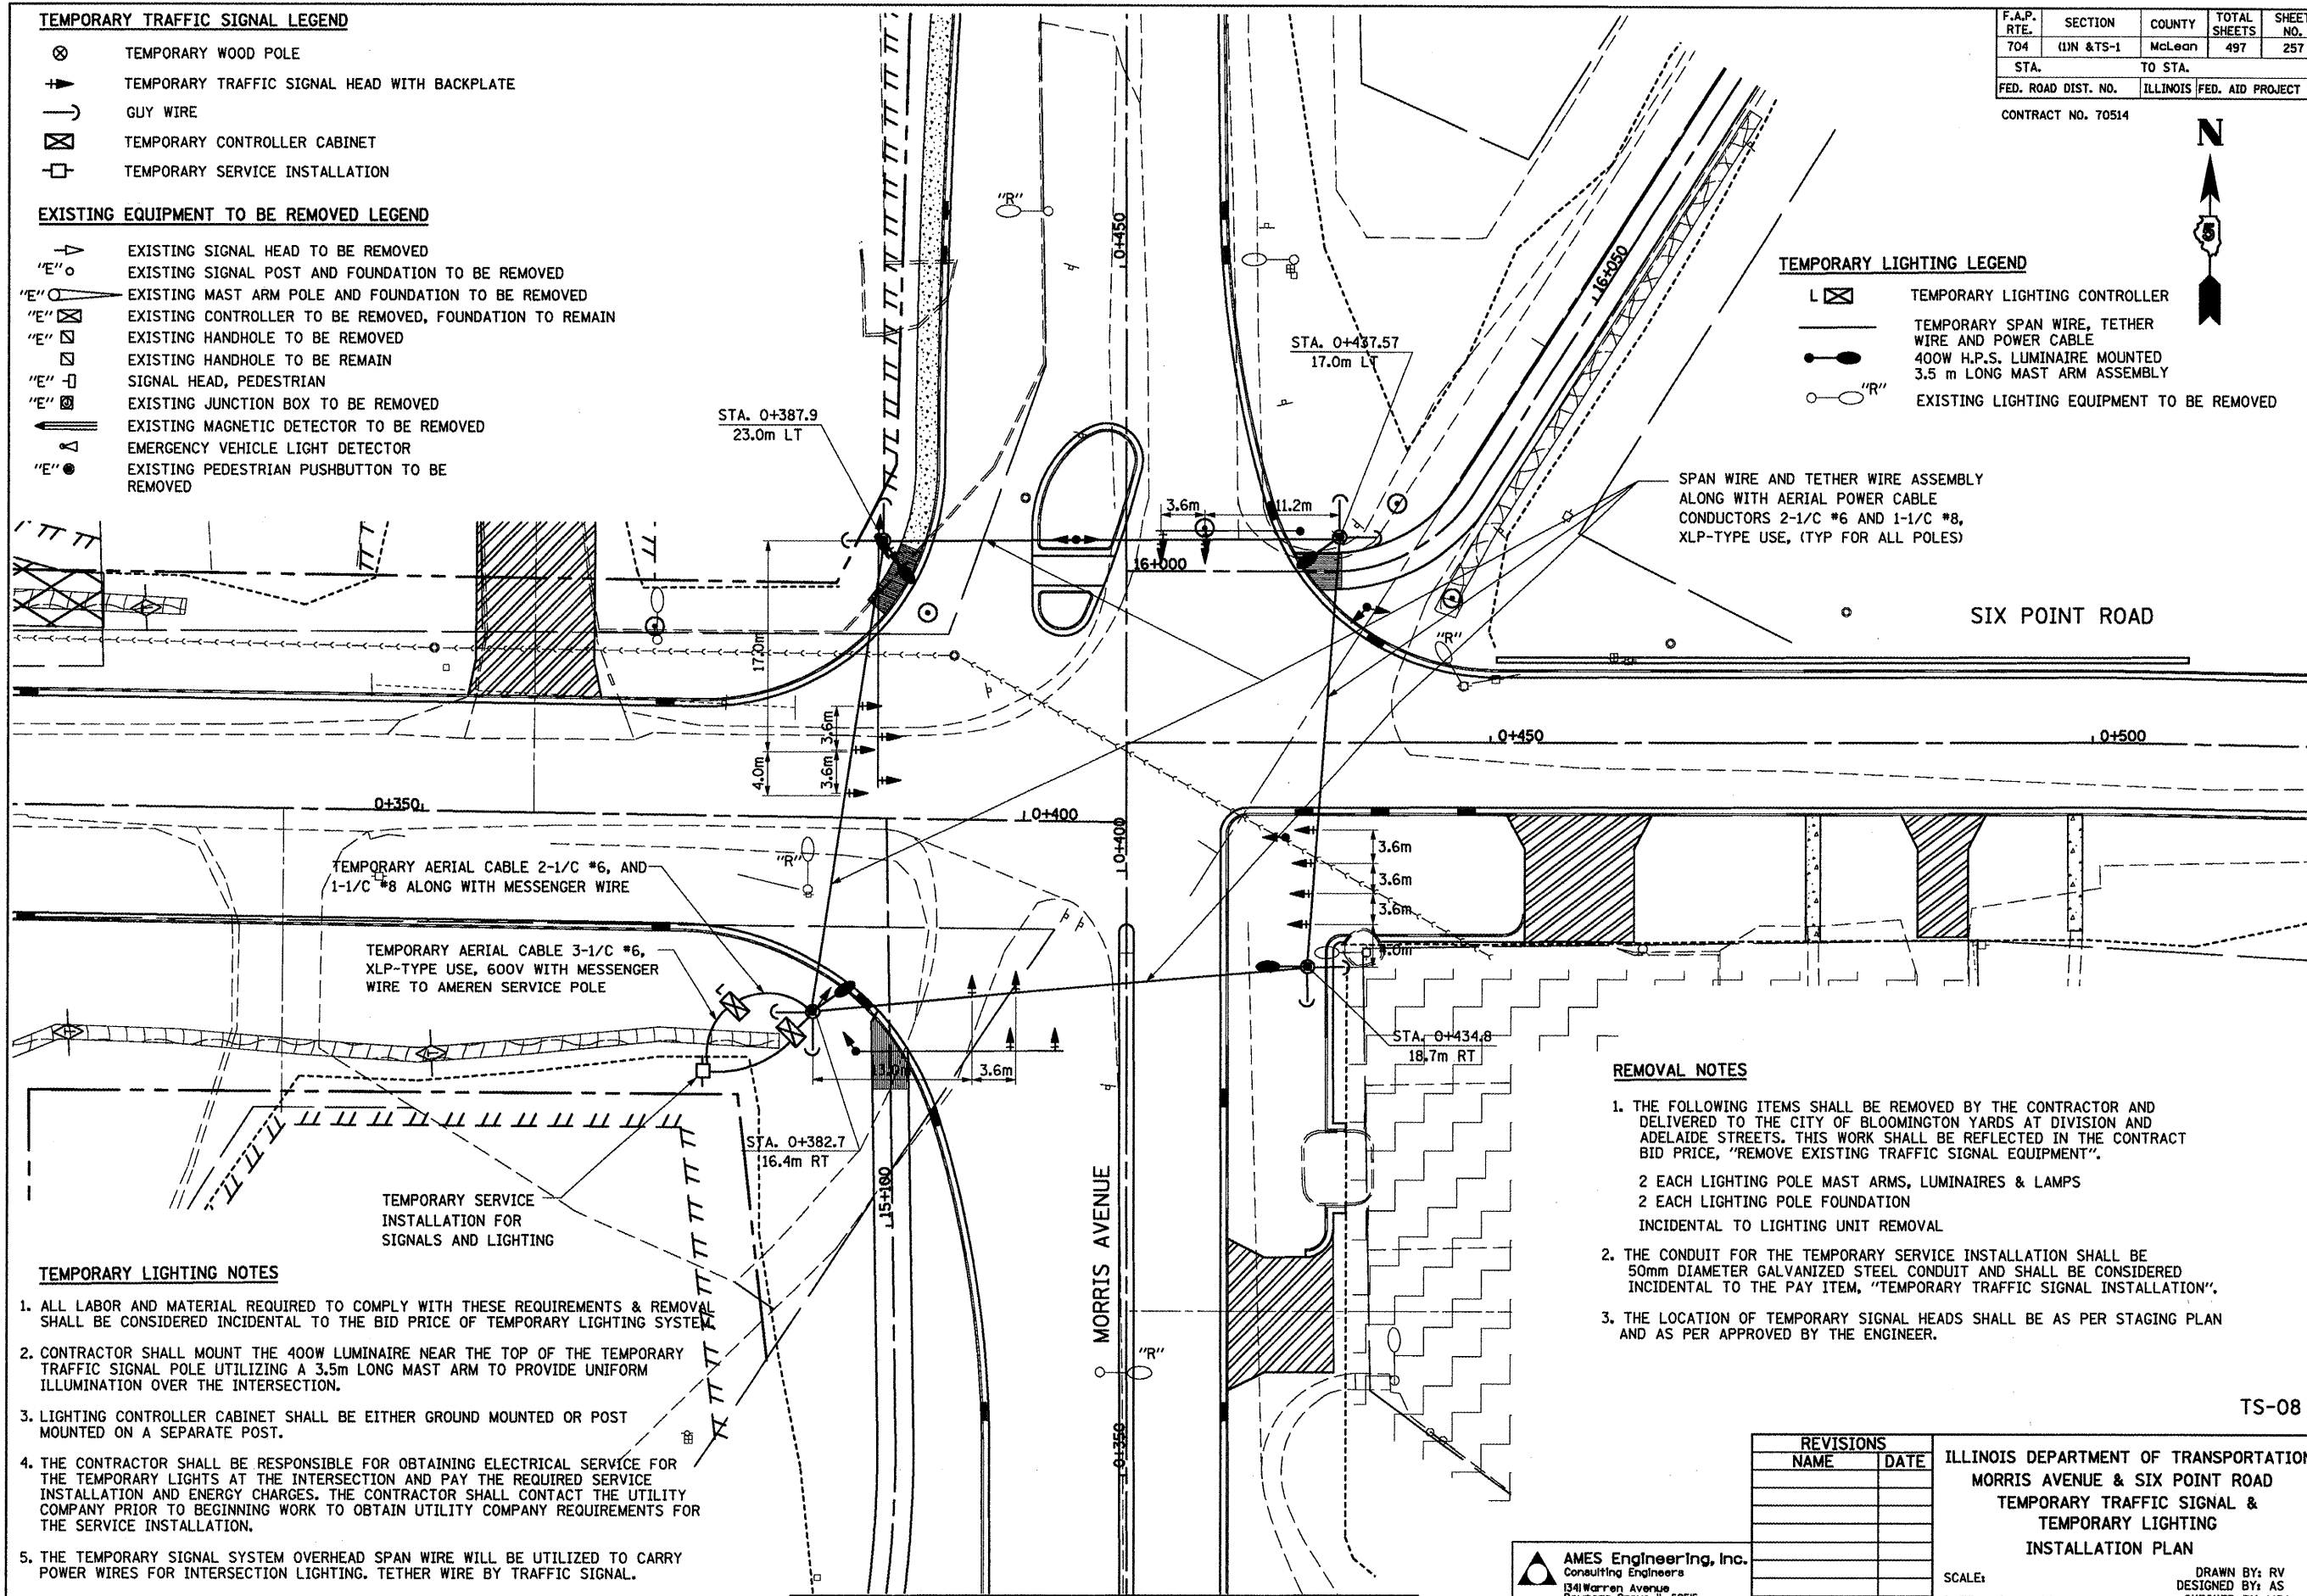 TEMPORARY TRAFFIC SIGNAL LEGEND
TEMPORARY WOOD POLE
TEMPORARY TRAFFIC SIGNAL HEAD WITH BACKPLATE
GUY WIRE
TEMPORARY CONTROLLER CABINET
TEMPORARY SERVICE INSTALLATION
EXISTING EQUIPMENT TO BE REMOVED LEGEND
EXISTING SIGNAL HEAD TO BE REMOVED
"E" EXISTING SIGNAL POST AND FOUNDATION TO BE REMOVED
"E" EXISTING MAST ARM POLE AND FOUNDATION TO BE REMOVED
"E" EXISTING CONTROLLER TO BE REMOVED, FOUNDATION TO REMAIN
"E" EXISTING HANDHOLE TO BE REMOVED
EXISTING HANDHOLE TO BE REMAIN
"E" SIGNAL HEAD, PEDESTRIAN
"E" EXISTING JUNCTION BOX TO BE REMOVED
EXISTING MAGNETIC DETECTOR TO BE REMOVED
EMERGENCY VEHICLE LIGHT DETECTOR
"E" EXISTING PEDESTRIAN PUSHBUTTON TO BE
REMOVED
F.A.P. RTE. SECTION COUNTY TOTAL SHEETS SHEET NO.
704 (1)N &TS-1 McLean 497 257
STA. TO STA.
FED. ROAD DIST. NO. ILLINOIS FED. AID PROJECT
CONTRACT NO. 70514
N
5
TEMPORARY LIGHTING LEGEND
L TEMPORARY LIGHTING CONTROLLER
TEMPORARY SPAN WIRE, TETHER
WIRE AND POWER CABLE
400W H.P.S. LUMINAIRE MOUNTED
3.5 m LONG MAST ARM ASSEMBLY
"R" EXISTING LIGHTING EQUIPMENT TO BE REMOVED
"R"
0+450
16+050
STA. 0+437.57
17.0m LT
STA. 0+387.9
23.0m LT
SPAN WIRE AND TETHER WIRE ASSEMBLY
ALONG WITH AERIAL POWER CABLE
CONDUCTORS 2-1/C #6 AND 1-1/C #8,
XLP-TYPE USE, (TYP FOR ALL POLES)
3.6m
11.2m
16+000
SIX POINT ROAD
"R"
17.0m
3.6m
4.0m
3.6m
0+450
0+500
0+350
0+400
0+400
"R"
TEMPORARY AERIAL CABLE 2-1/C #6, AND
1-1/C #8 ALONG WITH MESSENGER WIRE
3.6m
3.6m
3.6m
TEMPORARY AERIAL CABLE 3-1/C #6,
XLP-TYPE USE, 600V WITH MESSENGER
WIRE TO AMEREN SERVICE POLE
L
13.0m
3.6m
STA. 0+434.8
18.7m RT
STA. 0+382.7
16.4m RT
15+100
MORRIS AVENUE
TEMPORARY SERVICE
INSTALLATION FOR
SIGNALS AND LIGHTING
"R"
0+350
REMOVAL NOTES
1. THE FOLLOWING ITEMS SHALL BE REMOVED BY THE CONTRACTOR AND
DELIVERED TO THE CITY OF BLOOMINGTON YARDS AT DIVISION AND
ADELAIDE STREETS. THIS WORK SHALL BE REFLECTED IN THE CONTRACT
BID PRICE, "REMOVE EXISTING TRAFFIC SIGNAL EQUIPMENT".
2 EACH LIGHTING POLE MAST ARMS, LUMINAIRES & LAMPS
2 EACH LIGHTING POLE FOUNDATION
INCIDENTAL TO LIGHTING UNIT REMOVAL
2. THE CONDUIT FOR THE TEMPORARY SERVICE INSTALLATION SHALL BE
50mm DIAMETER GALVANIZED STEEL CONDUIT AND SHALL BE CONSIDERED
INCIDENTAL TO THE PAY ITEM, "TEMPORARY TRAFFIC SIGNAL INSTALLATION".
3. THE LOCATION OF TEMPORARY SIGNAL HEADS SHALL BE AS PER STAGING PLAN
AND AS PER APPROVED BY THE ENGINEER.
TEMPORARY LIGHTING NOTES
1. ALL LABOR AND MATERIAL REQUIRED TO COMPLY WITH THESE REQUIREMENTS & REMOVAL
SHALL BE CONSIDERED INCIDENTAL TO THE BID PRICE OF TEMPORARY LIGHTING SYSTEM.
2. CONTRACTOR SHALL MOUNT THE 400W LUMINAIRE NEAR THE TOP OF THE TEMPORARY
TRAFFIC SIGNAL POLE UTILIZING A 3.5m LONG MAST ARM TO PROVIDE UNIFORM
ILLUMINATION OVER THE INTERSECTION.
3. LIGHTING CONTROLLER CABINET SHALL BE EITHER GROUND MOUNTED OR POST
MOUNTED ON A SEPARATE POST.
4. THE CONTRACTOR SHALL BE RESPONSIBLE FOR OBTAINING ELECTRICAL SERVICE FOR
THE TEMPORARY LIGHTS AT THE INTERSECTION AND PAY THE REQUIRED SERVICE
INSTALLATION AND ENERGY CHARGES. THE CONTRACTOR SHALL CONTACT THE UTILITY
COMPANY PRIOR TO BEGINNING WORK TO OBTAIN UTILITY COMPANY REQUIREMENTS FOR
THE SERVICE INSTALLATION.
5. THE TEMPORARY SIGNAL SYSTEM OVERHEAD SPAN WIRE WILL BE UTILIZED TO CARRY
POWER WIRES FOR INTERSECTION LIGHTING. TETHER WIRE BY TRAFFIC SIGNAL.
TS-08
REVISIONS
NAME DATE
ILLINOIS DEPARTMENT OF TRANSPORTATION
MORRIS AVENUE & SIX POINT ROAD
TEMPORARY TRAFFIC SIGNAL &
TEMPORARY LIGHTING
INSTALLATION PLAN
SCALE:
DRAWN BY: RV
DESIGNED BY: AS
AMES Engineering, Inc.
Consulting Engineers
1341 Warren Avenue